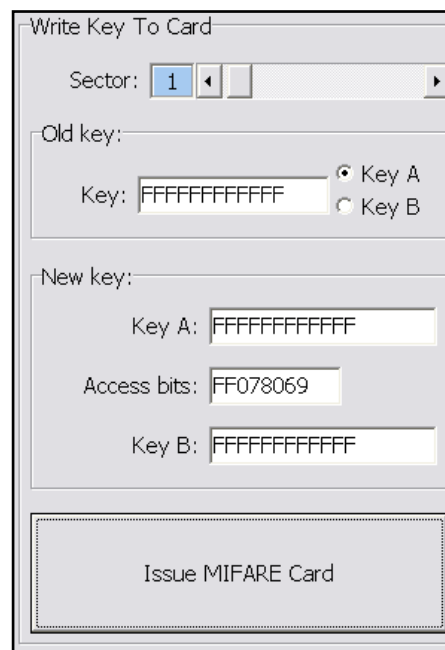 Write Key To Card
Sector: 1
Old key:
Key: FFFFFFFFFFFF
Key A
Key B
New key:
Key A: FFFFFFFFFFFF
Access bits: FF078069
Key B: FFFFFFFFFFFF
Issue MIFARE Card